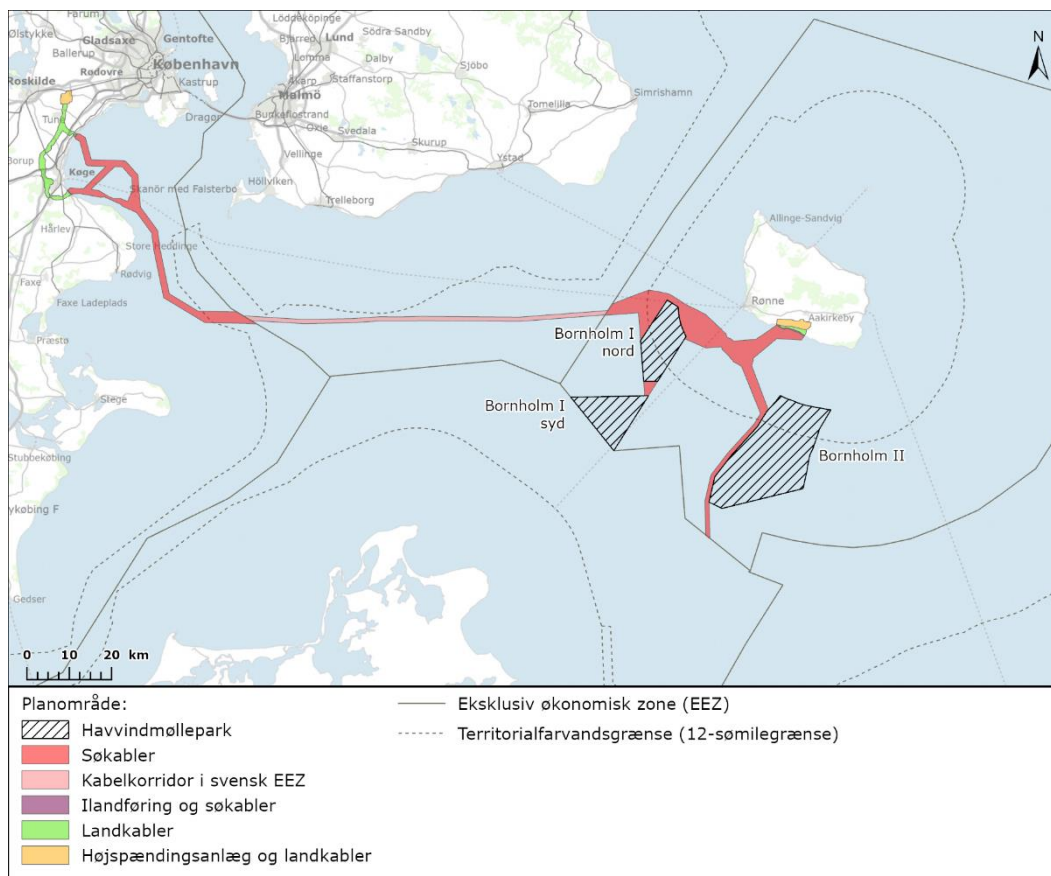 Farum
Ølstykke
Ballerup
Gladsaxe
Gentofte
København
Rødovre
Roskilde
Kastrup
Dragør
Tune
Borup
Køge
Hårlev
Store Heddinge
Rødvig
Faxe
Faxe Ladeplads
Præstø
Stege
Stubbekøbing
ykøbing F
Gedser
Löddeköpinge
Lund
Bjärred
Lomma
Skarp
Staffanstorp
Södra Sandby
Dalby
Sjöbo
Malmö
Bunkeflostrand
Oxie
Svedala
Vellinge
Skurup
Höllviken
Skanör med Falsterbo
Trelleborg
Tomelilla
Simrishamn
Ystad
N
Allinge-Sandvig
Rønne
Aakirkeby
Bornholm I
nord
Bornholm I
syd
Bornholm II
0 10 20 km
Planområde:
Havvindmøllepark
Søkabler
Kabelkorridor i svensk EEZ
Ilandføring og søkabler
Landkabler
Højspændingsanlæg og landkabler
Eksklusiv økonomisk zone (EEZ)
Territorialfarvandsgrænse (12-sømilegrænse)